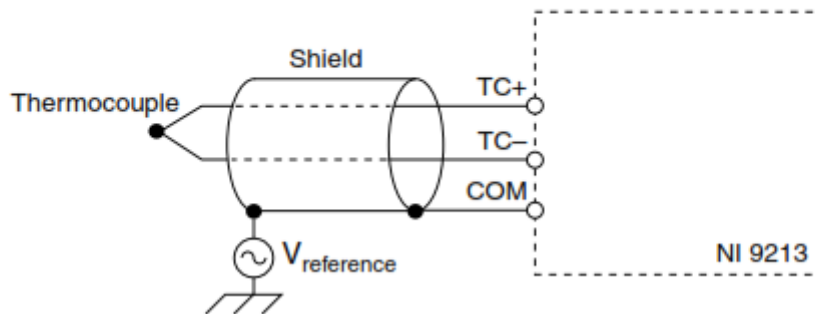 Shield
Thermocouple
TC+
TC–
COM
Vreference
NI 9213